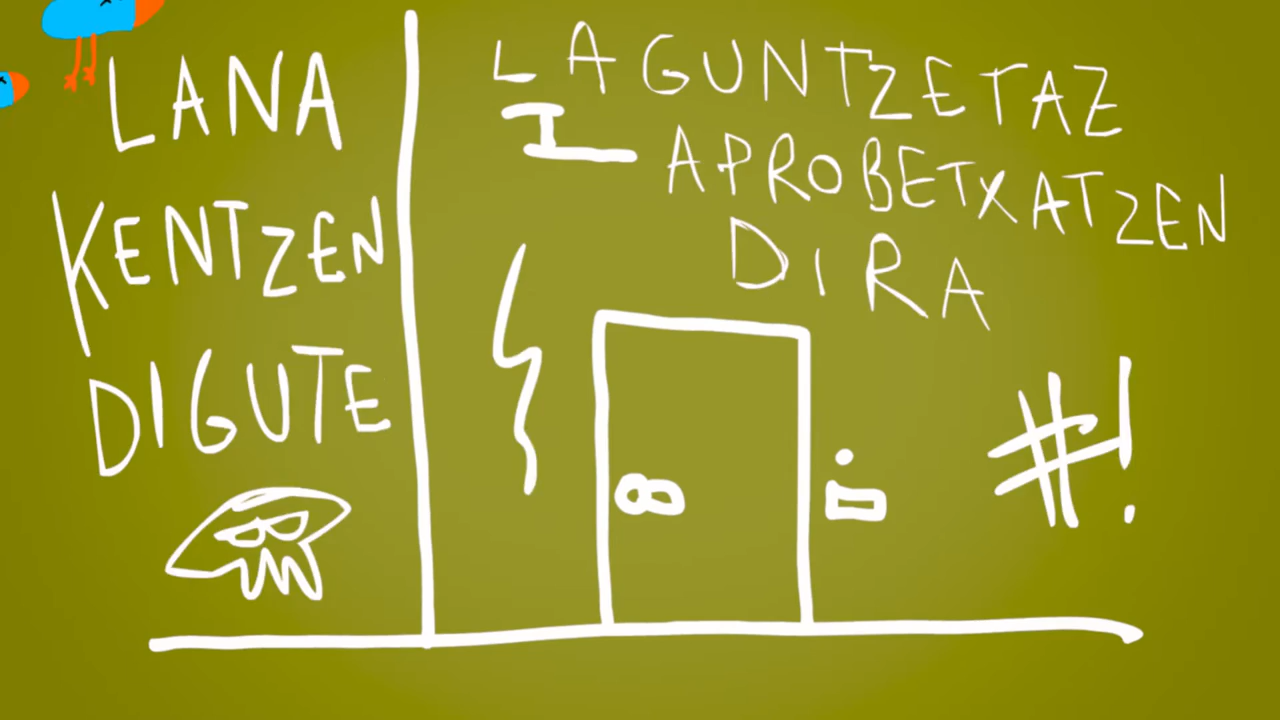 LANA
KENTZEN
DIGUTE
LAGUNTZETAZ
APROBETXATZEN
DIRA
#!